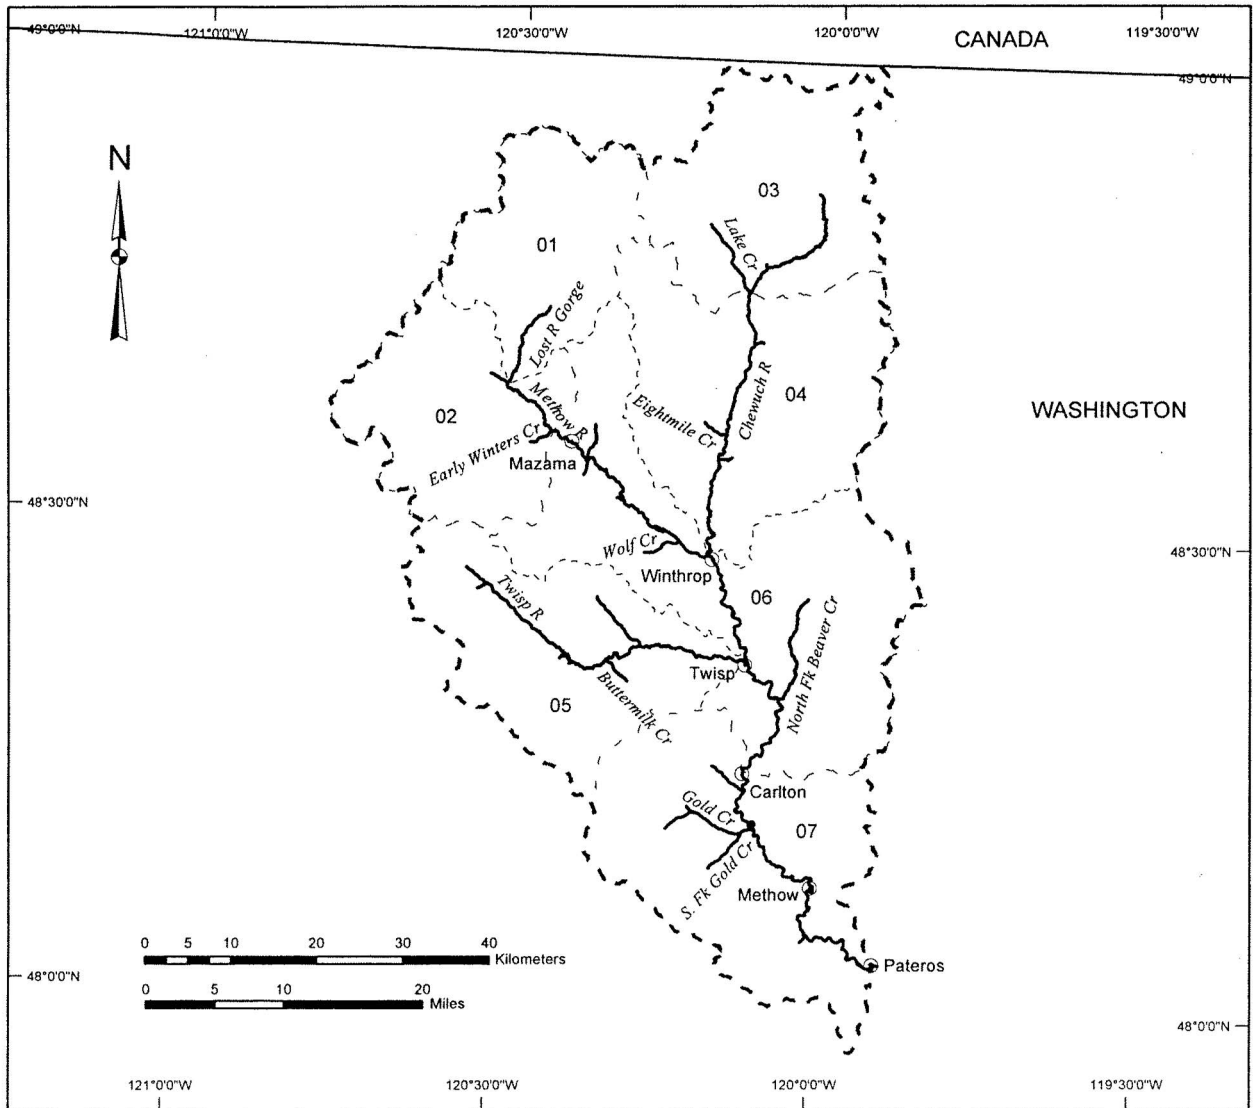 121°0'0"W
120°30'0"W
120°0'0"W
119°30'0"W
49°0'0"N
CANADA
49°0'0"N
N
03
01
Lake Cr
Lost R Gorge
04
Chewuch R
Methow R
Eightmile Cr
02
WASHINGTON
Early Winters Cr
Mazama
48°30'0"N
48°30'0"N
Wolf Cr
Winthrop
Twisp R
06
North Fk Beaver Cr
Twisp
Buttermilk Cr
05
Carlton
Gold Cr
07
S. Fk Gold Cr
Methow
0 5 10 20 30 40
Kilometers
Pateros
48°0'0"N
0 5 10 20
Miles
48°0'0"N
121°0'0"W
120°30'0"W
120°0'0"W
119°30'0"W